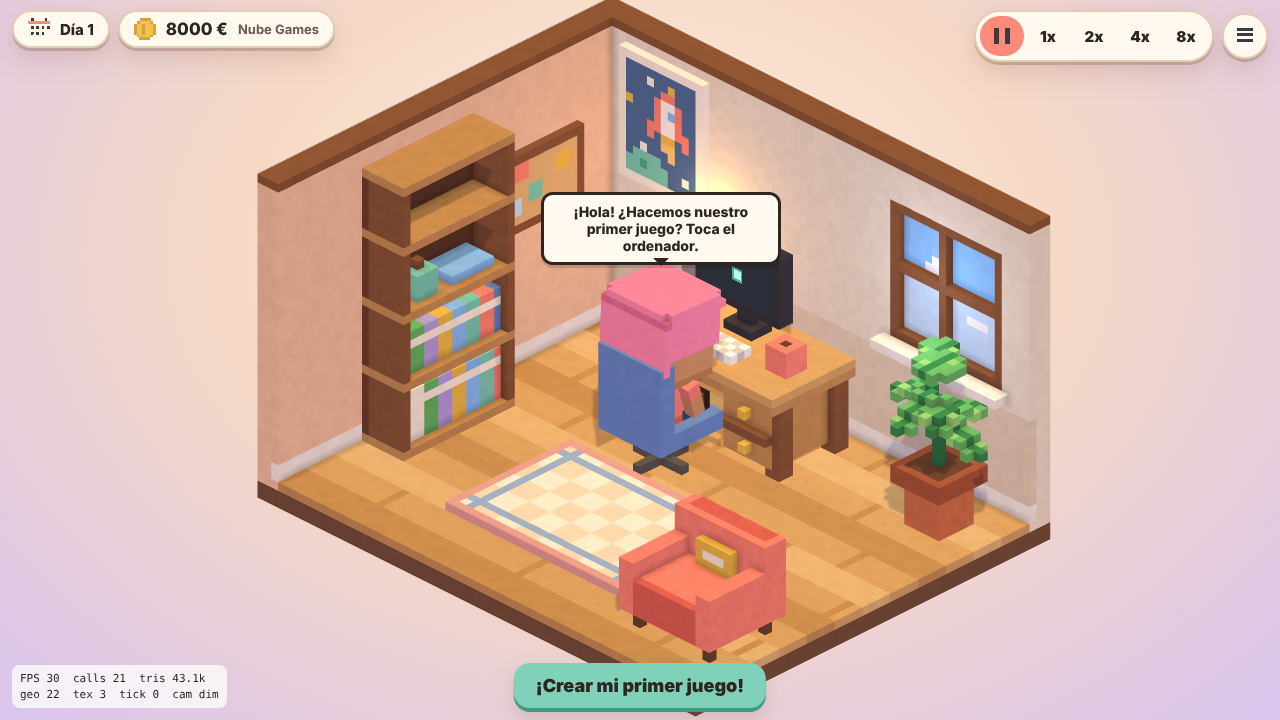 Día 1
8000 € Nube Games
1x 2x 4x 8x
¡Hola! ¿Hacemos nuestro
primer juego? Toca el
ordenador.
FPS 30 calls 21 tris 43.1k
geo 22 tex 3 tick 0 cam dim
¡Crear mi primer juego!